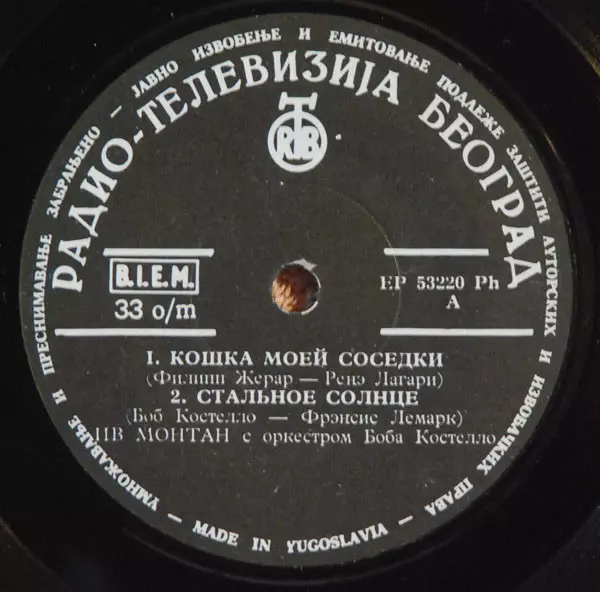 УМНОЖАВАЊЕ И ПРЕСНИМАВАЊЕ ЗАБРАЊЕНО — ЈАВНО ИЗВОЂЕЊЕ И ЕМИТОВАЊЕ ПОДЛЕЖЕ ЗАШТИТИ АУТОРСКИХ И ИЗВОЂАЧКИХ ПРАВА
РАДИО-ТЕЛЕВИЗИЈА БЕОГРАД
RTB
B.I.E.M.
33 o/m
EP 53220 Ph
A
1. КОШКА МОЕЙ СОСЕДКИ
(Филипп Жерар — Ренэ Лагари)
2. СТАЛЬНОЕ СОЛНЦЕ
(Боб Костелло — Фрэнсис Лемарк)
ИВ МОНТАН с оркестром Боба Костелло
— MADE IN YUGOSLAVIA —